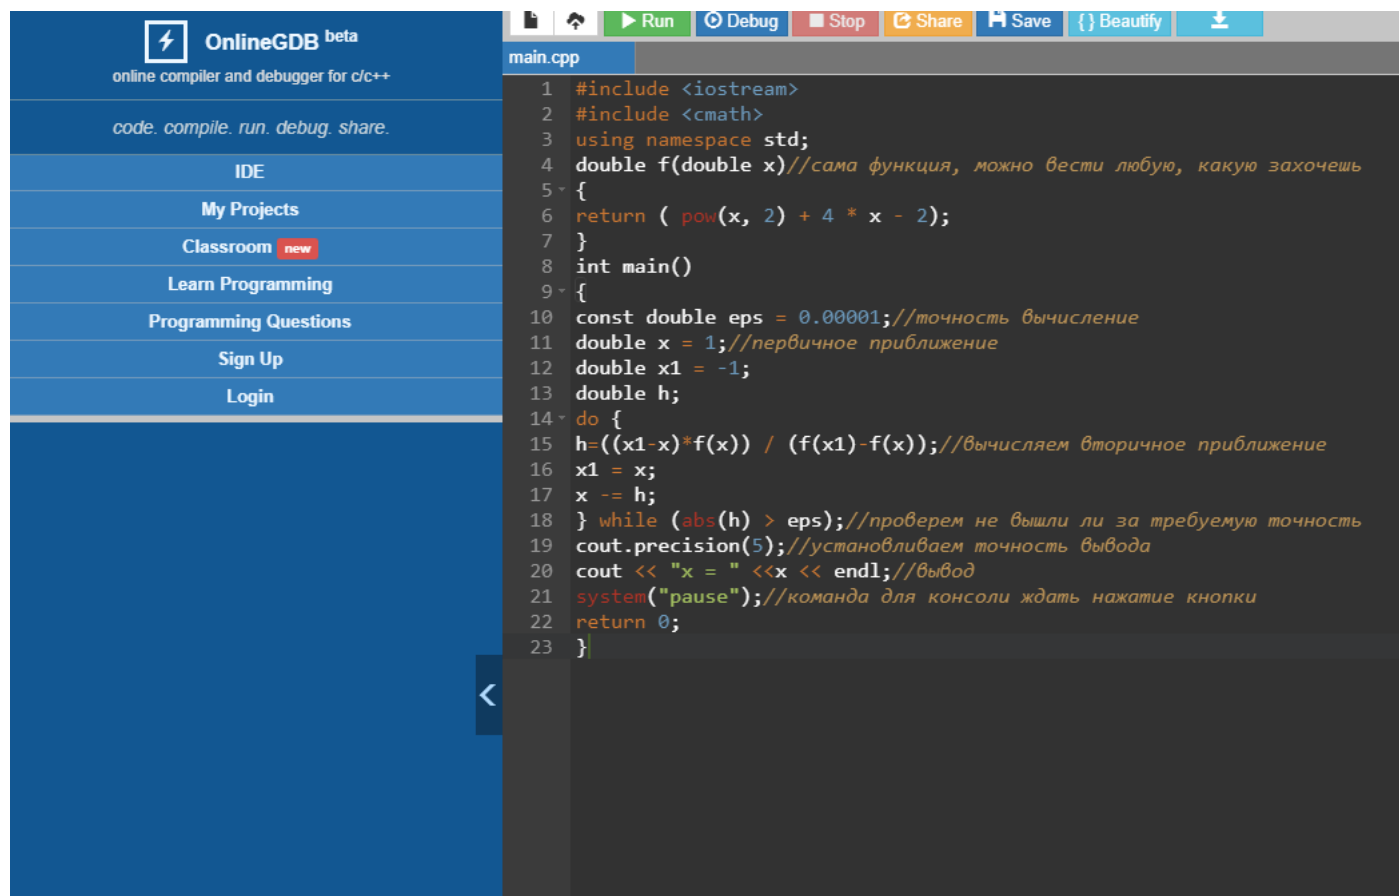 OnlineGDB beta
online compiler and debugger for c/c++
code. compile. run. debug. share.
IDE
My Projects
Classroom new
Learn Programming
Programming Questions
Sign Up
Login
Run Debug Stop Share Save {} Beautify
main.cpp
1 #include <iostream>
2 #include <cmath>
3 using namespace std;
4 double f(double x)//сама функция, можно вести любую, какую захочешь
5 {
6 return ( pow(x, 2) + 4 * x - 2);
7 }
8 int main()
9 {
10 const double eps = 0.00001;//точность вычисление
11 double x = 1;//первичное приближение
12 double x1 = -1;
13 double h;
14 do {
15 h=((x1-x)*f(x)) / (f(x1)-f(x));//вычисляем вторичное приближение
16 x1 = x;
17 x -= h;
18 } while (abs(h) > eps);//проверем не вышли ли за требуемую точность
19 cout.precision(5);//установливаем точность вывода
20 cout << "x = " <<x << endl;//вывод
21 system("pause");//команда для консоли ждать нажатие кнопки
22 return 0;
23 }